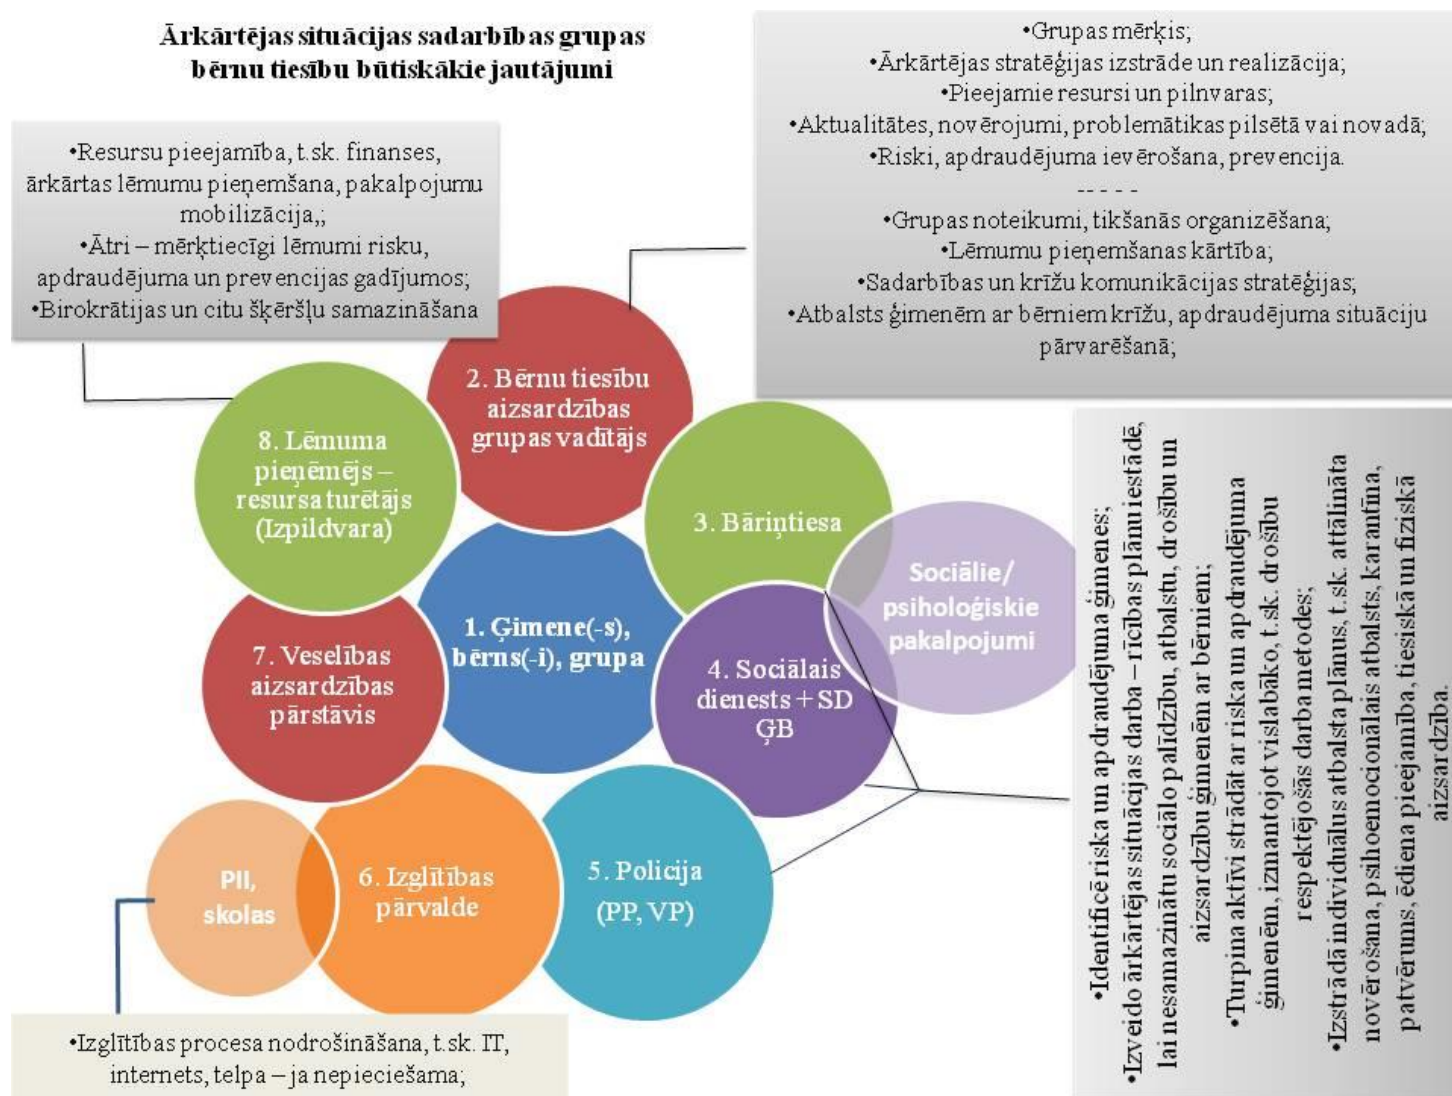 Ārkārtējas situācijas sadarbības grupas
bērnu tiesību būtiskākie jautājumi
•Grupas mērķis;
•Ārkārtējas stratēģijas izstrāde un realizācija;
•Pieejamie resursi un pilnvaras;
•Aktualitātes, novērojumi, problemātikas pilsētā vai novadā;
•Riski, apdraudējuma ievērošana, prevencija.
-----
•Grupas noteikumi, tikšanās organizēšana;
•Lēmumu pieņemšanas kārtība;
•Sadarbības un krīžu komunikācijas stratēģijas;
•Atbalsts ģimenēm ar bērniem krīžu, apdraudējuma situāciju
pārvarēšanā;
•Resursu pieejamība, t.sk. finanses,
ārkārtas lēmumu pieņemšana, pakalpojumu
mobilizācija,;
•Ātri – mērķtiecīgi lēmumi risku,
apdraudējuma un prevencijas gadījumos;
•Birokrātijas un citu šķēršļu samazināšana
2. Bērnu tiesību
aizsardzības
grupas vadītājs
8. Lēmuma
pieņēmējs –
resursa turētājs
(Izpildvara)
3. Bāriņtiesa
Sociālie/
psiholoģiskie
pakalpojumi
1. Ģimene(-s),
bērns(-i), grupa
7. Veselības
aizsardzības
pārstāvis
4. Sociālais
dienests + SD
ĢB
PII,
skolas
6. Izglītības
pārvalde
5. Policija
(PP, VP)
•Identificē riska un apdraudējuma ģimenes;
•Izveido ārkārtējas situācijas darba – rīcības plānu iestādē,
lai nesamazinātu sociālo palīdzību, atbalstu, drošību un
aizsardzību ģimenēm ar bērniem;
•Turpina aktīvi strādāt ar riska un apdraudējuma
ģimenēm, izmantojot vislabāko, t.sk. drošību
respektējošās darba metodes;
•Izstrādā individuālus atbalsta plānus, t.sk. attālināta
novērošana, psihoemocionālais atbalsts, karantīna,
patvērums, ēdiena pieejamība, tiesiskā un fiziskā
aizsardzība.
•Izglītības procesa nodrošināšana, t.sk. IT,
internets, telpa – ja nepieciešama;